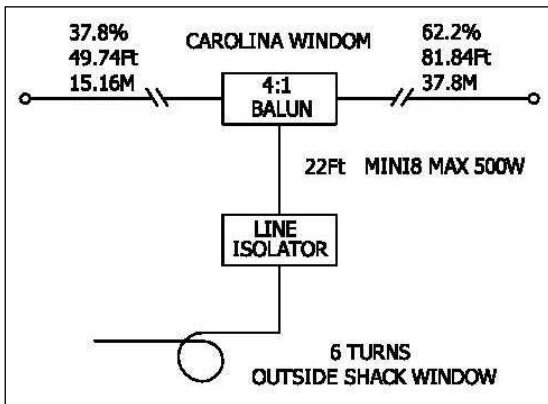 37.8%
49.74Ft
15.16M
CAROLINA WINDOM
62.2%
81.84Ft
37.8M
4:1
BALUN
22Ft MINI8 MAX 500W
LINE
ISOLATOR
6 TURNS
OUTSIDE SHACK WINDOW